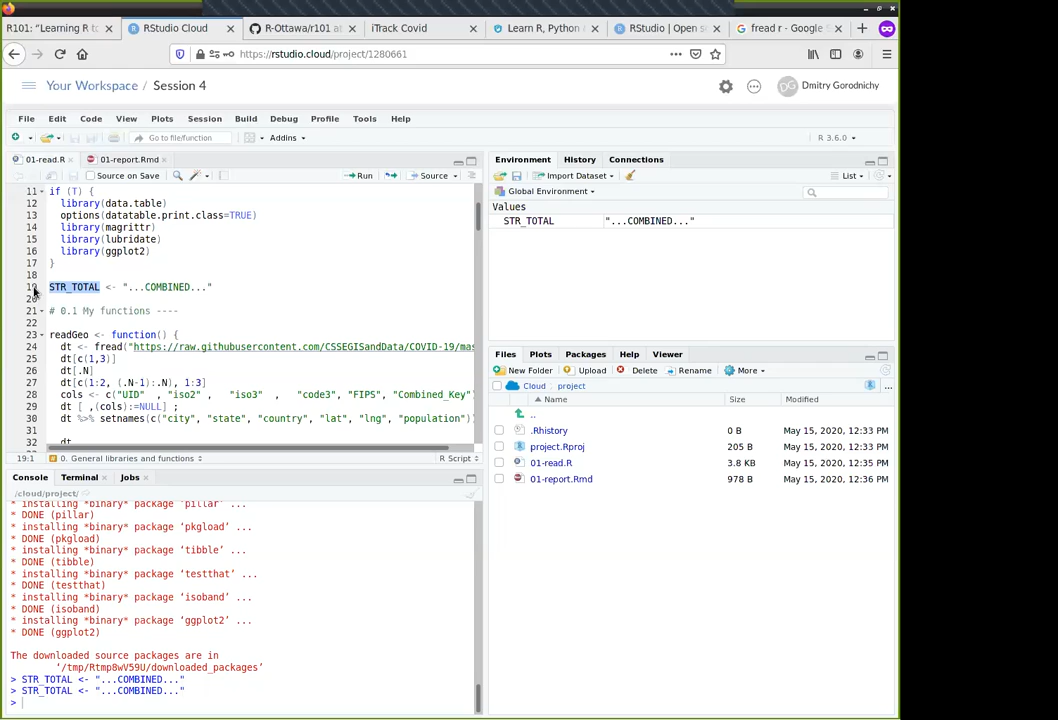 R101: "Learning R to
RStudio Cloud
R-Ottawa/r101 at
iTrack Covid
Learn R, Python &
RStudio | Open s
fread r - Google S
https://rstudio.cloud/project/1280661
Your Workspace / Session 4
DG Dmitry Gorodnichy
File Edit Code View Plots Session Build Debug Profile Tools Help
Go to file/function
Addins
R 3.6.0
01-read.R
01-report.Rmd
Source on Save
Run
Source
11 if (T) {
12 library(data.table)
13 options(datatable.print.class=TRUE)
14 library(magrittr)
15 library(lubridate)
16 library(ggplot2)
17 }
18
19 STR_TOTAL <- "...COMBINED..."
20
21 # 0.1 My functions ----
22
23 readGeo <- function() {
24 dt <- fread("https://raw.githubusercontent.com/CSSEGISandData/COVID-19/mas
25 dt[c(1,3)]
26 dt[.N]
27 dt[c(1:2, (.N-1):.N), 1:3]
28 cols <- c("UID" , "iso2" , "iso3" , "code3", "FIPS", "Combined_Key"
29 dt [ ,(cols):=NULL] ;
30 dt %>% setnames(c("city", "state", "country", "lat", "lng", "population"))
31
32 dt
19:1
0. General libraries and functions
R Script
Console Terminal Jobs
/cloud/project/
* installing *binary* package ‘pillar’ ...
* DONE (pillar)
* installing *binary* package ‘pkgload’ ...
* DONE (pkgload)
* installing *binary* package ‘tibble’ ...
* DONE (tibble)
* installing *binary* package ‘testthat’ ...
* DONE (testthat)
* installing *binary* package ‘isoband’ ...
* DONE (isoband)
* installing *binary* package ‘ggplot2’ ...
* DONE (ggplot2)
The downloaded source packages are in
‘/tmp/Rtmp8wV59U/downloaded_packages’
> STR_TOTAL <- "...COMBINED..."
> STR_TOTAL <- "...COMBINED..."
>
Environment History Connections
Import Dataset
List
Global Environment
Values
STR_TOTAL "...COMBINED..."
Files Plots Packages Help Viewer
New Folder Upload Delete Rename More
Cloud project
Name Size Modified
..
.Rhistory 0 B May 15, 2020, 12:33 PM
project.Rproj 205 B May 15, 2020, 12:33 PM
01-read.R 3.8 KB May 15, 2020, 12:35 PM
01-report.Rmd 978 B May 15, 2020, 12:36 PM